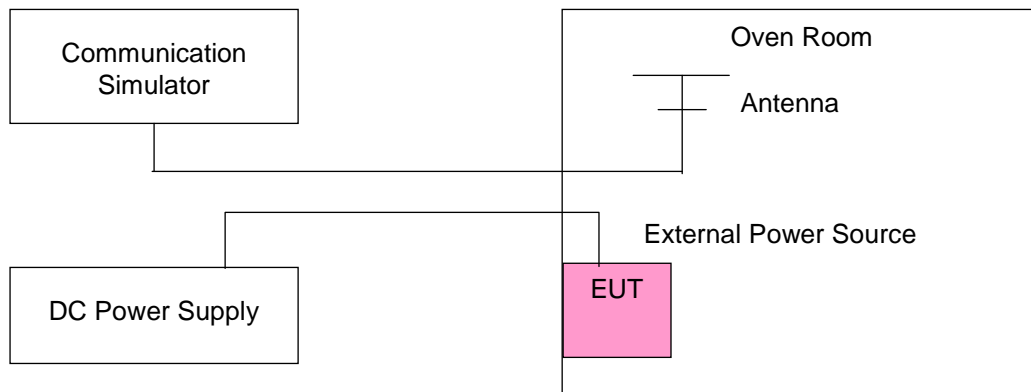 Communication
Simulator
Oven Room
Antenna
External Power Source
DC Power Supply
EUT